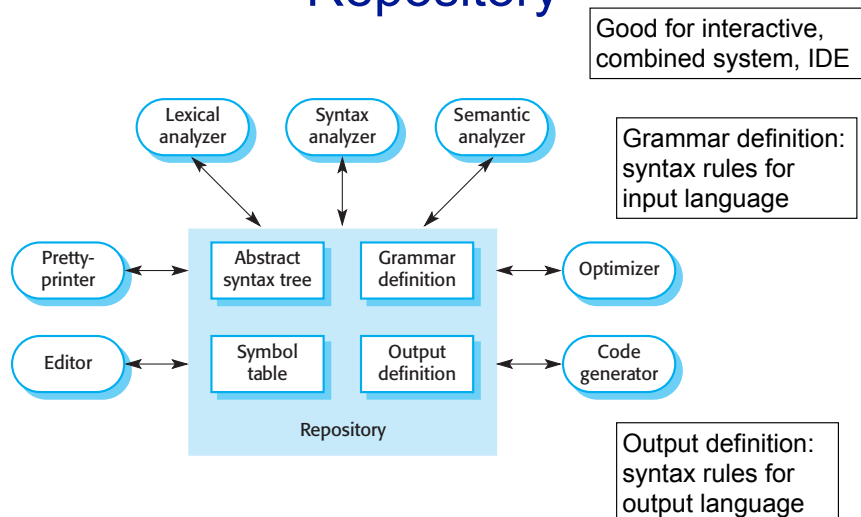 Repository
Good for interactive,
combined system, IDE
Lexical
analyzer
Syntax
analyzer
Semantic
analyzer
Grammar definition:
syntax rules for
input language
Pretty-
printer
Abstract
syntax tree
Grammar
definition
Optimizer
Editor
Symbol
table
Output
definition
Code
generator
Repository
Output definition:
syntax rules for
output language